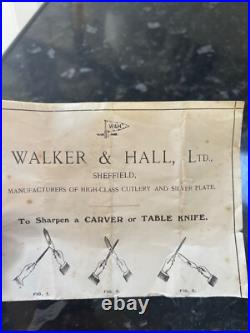 W&H
WALKER & HALL, LTD.,
SHEFFIELD,
MANUFACTURERS OF HIGH-CLASS CUTLERY AND SILVER PLATE.
To Sharpen a CARVER or TABLE KNIFE.
FIG. 1. FIG. 2. FIG. 3.